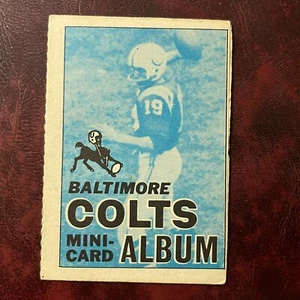 19
BALTIMORE
COLTS
MINI-
CARD ALBUM